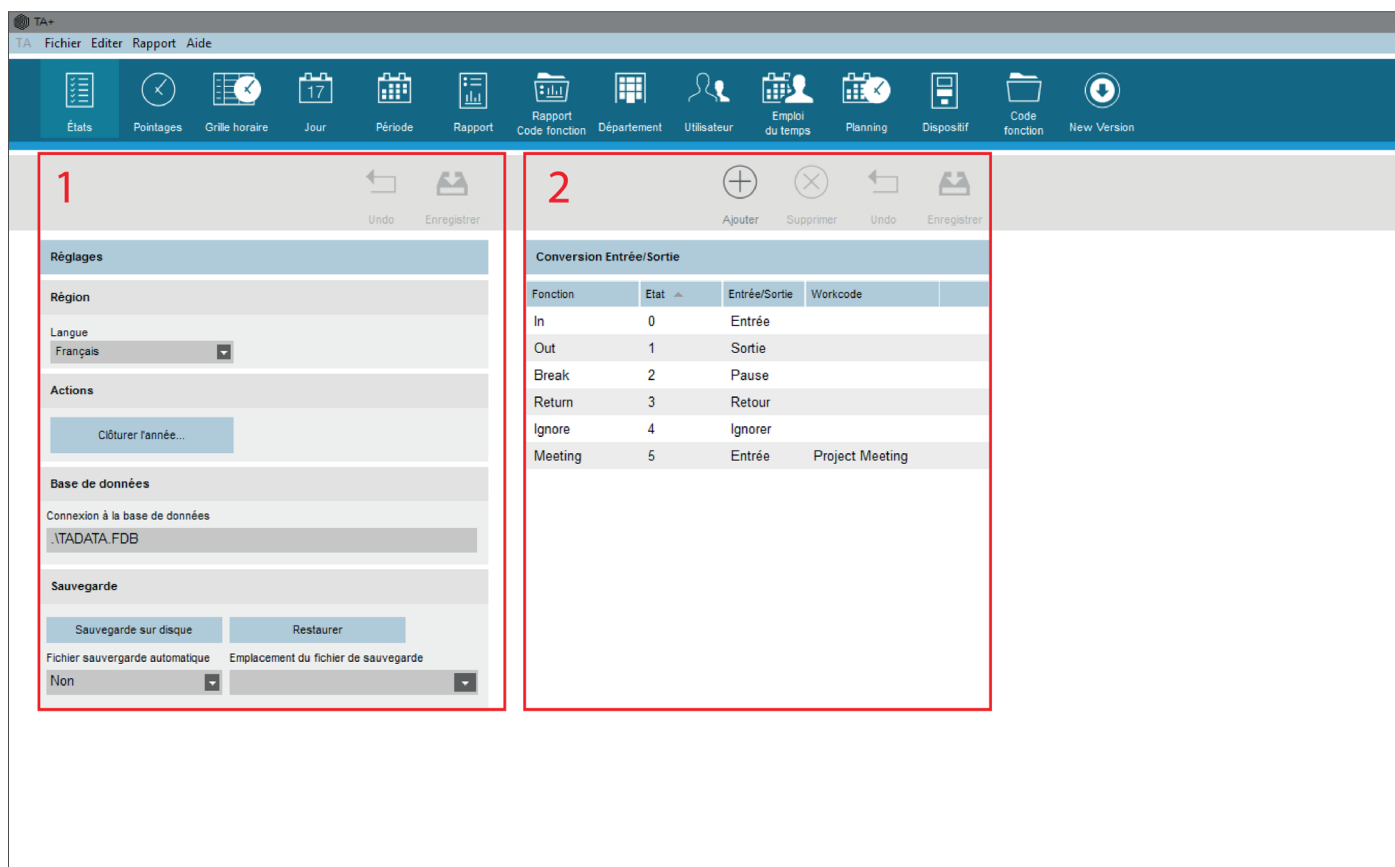 TA+
TA Fichier Editer Rapport Aide
États Pointages Grille horaire Jour Période Rapport Rapport Code fonction Département Utilisateur Emploi du temps Planning Dispositif Code fonction New Version
17
1
Undo Enregistrer
Réglages
Région
Langue
Français
Actions
Clôturer l'année...
Base de données
Connexion à la base de données
.\TADATA.FDB
Sauvegarde
Sauvegarde sur disque Restaurer
Fichier sauvergarde automatique Emplacement du fichier de sauvegarde
Non
2
Ajouter Supprimer Undo Enregistrer
Conversion Entrée/Sortie
Fonction Etat Entrée/Sortie Workcode
In 0 Entrée
Out 1 Sortie
Break 2 Pause
Return 3 Retour
Ignore 4 Ignorer
Meeting 5 Entrée Project Meeting